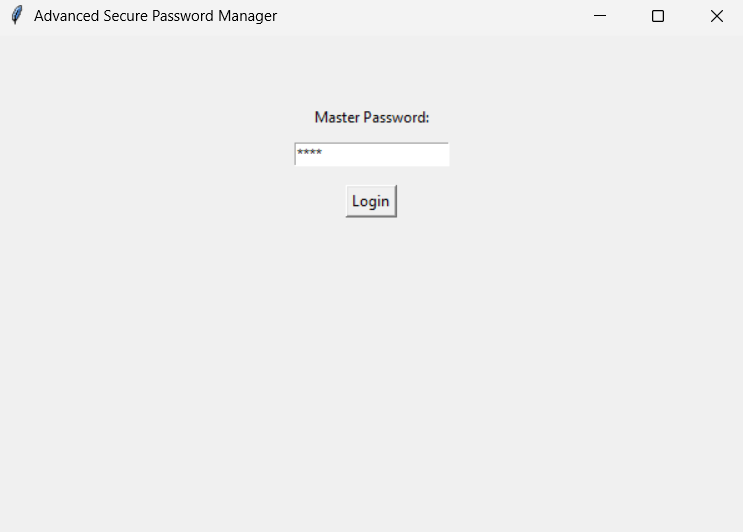 Advanced Secure Password Manager
Master Password:
****
Login